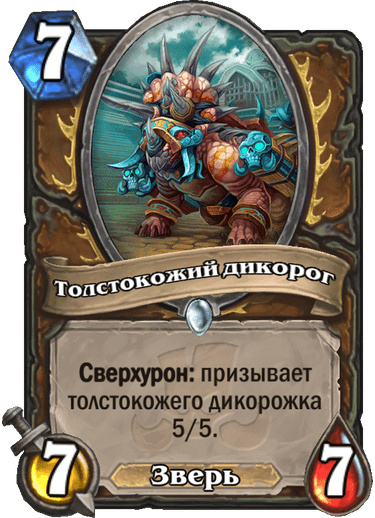 7
Толстокожий дикорог
Сверхурон: призывает
толстокожего дикорожка
5/5.
7
Зверь
7